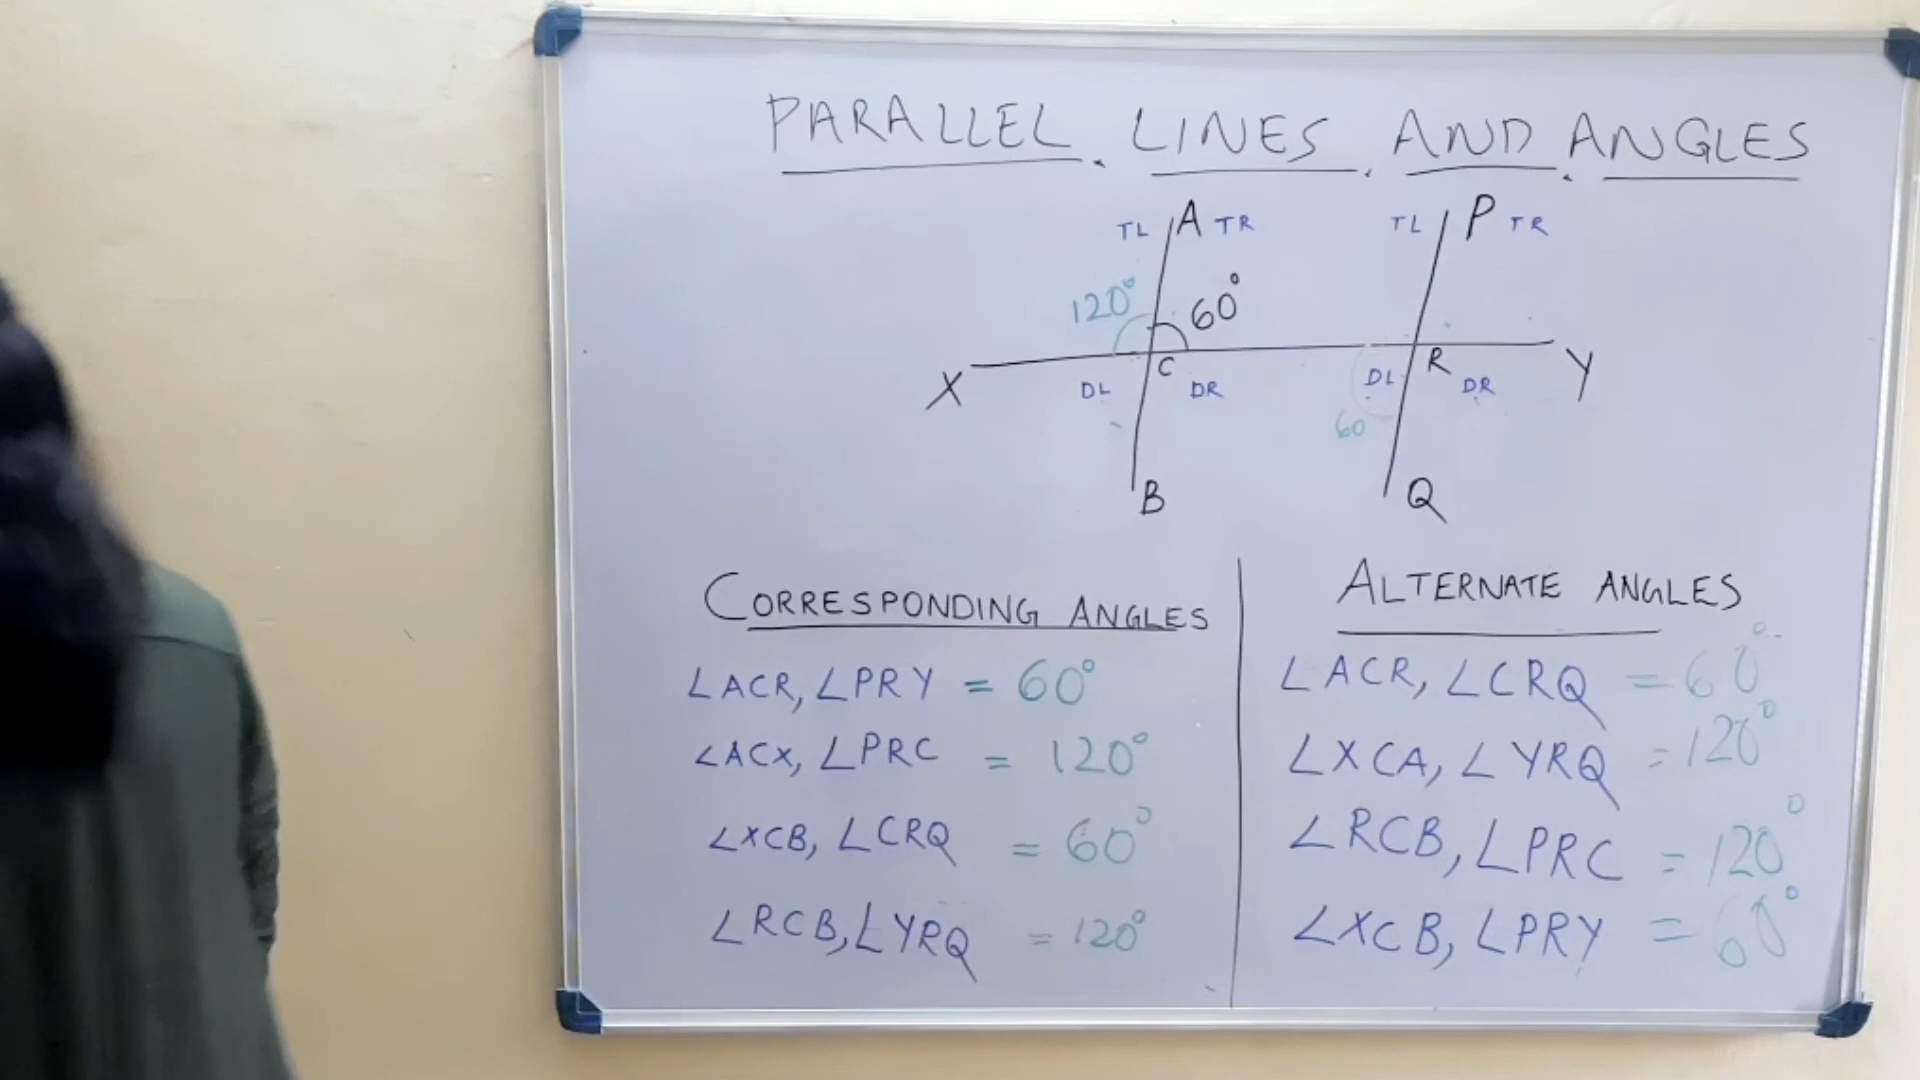 PARALLEL LINES AND ANGLES
TL A TR TL P TR
120° 60°
X C R Y
DL DR DL DR
60
B Q
CORRESPONDING ANGLES
∠ACR, ∠PRY = 60°
∠ACX, ∠PRC = 120°
∠XCB, ∠CRQ = 60°
∠RCB, ∠YRQ = 120°
ALTERNATE ANGLES
∠ACR, ∠CRQ = 60°
∠XCA, ∠YRQ = 120°
∠RCB, ∠PRC = 120°
∠XCB, ∠PRY = 60°